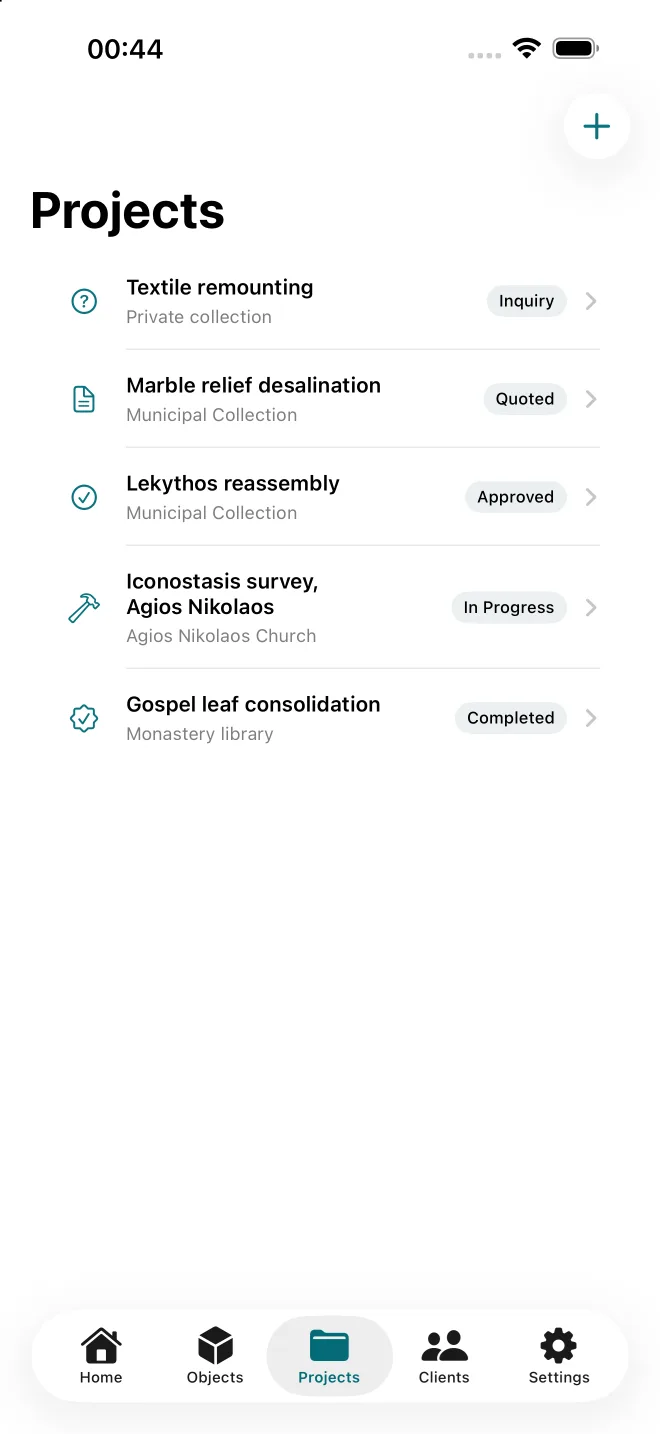 00:44
Projects
Textile remounting
Private collection
Inquiry
Marble relief desalination
Municipal Collection
Quoted
Lekythos reassembly
Municipal Collection
Approved
Iconostasis survey,
Agios Nikolaos
Agios Nikolaos Church
In Progress
Gospel leaf consolidation
Monastery library
Completed
Home
Objects
Projects
Clients
Settings